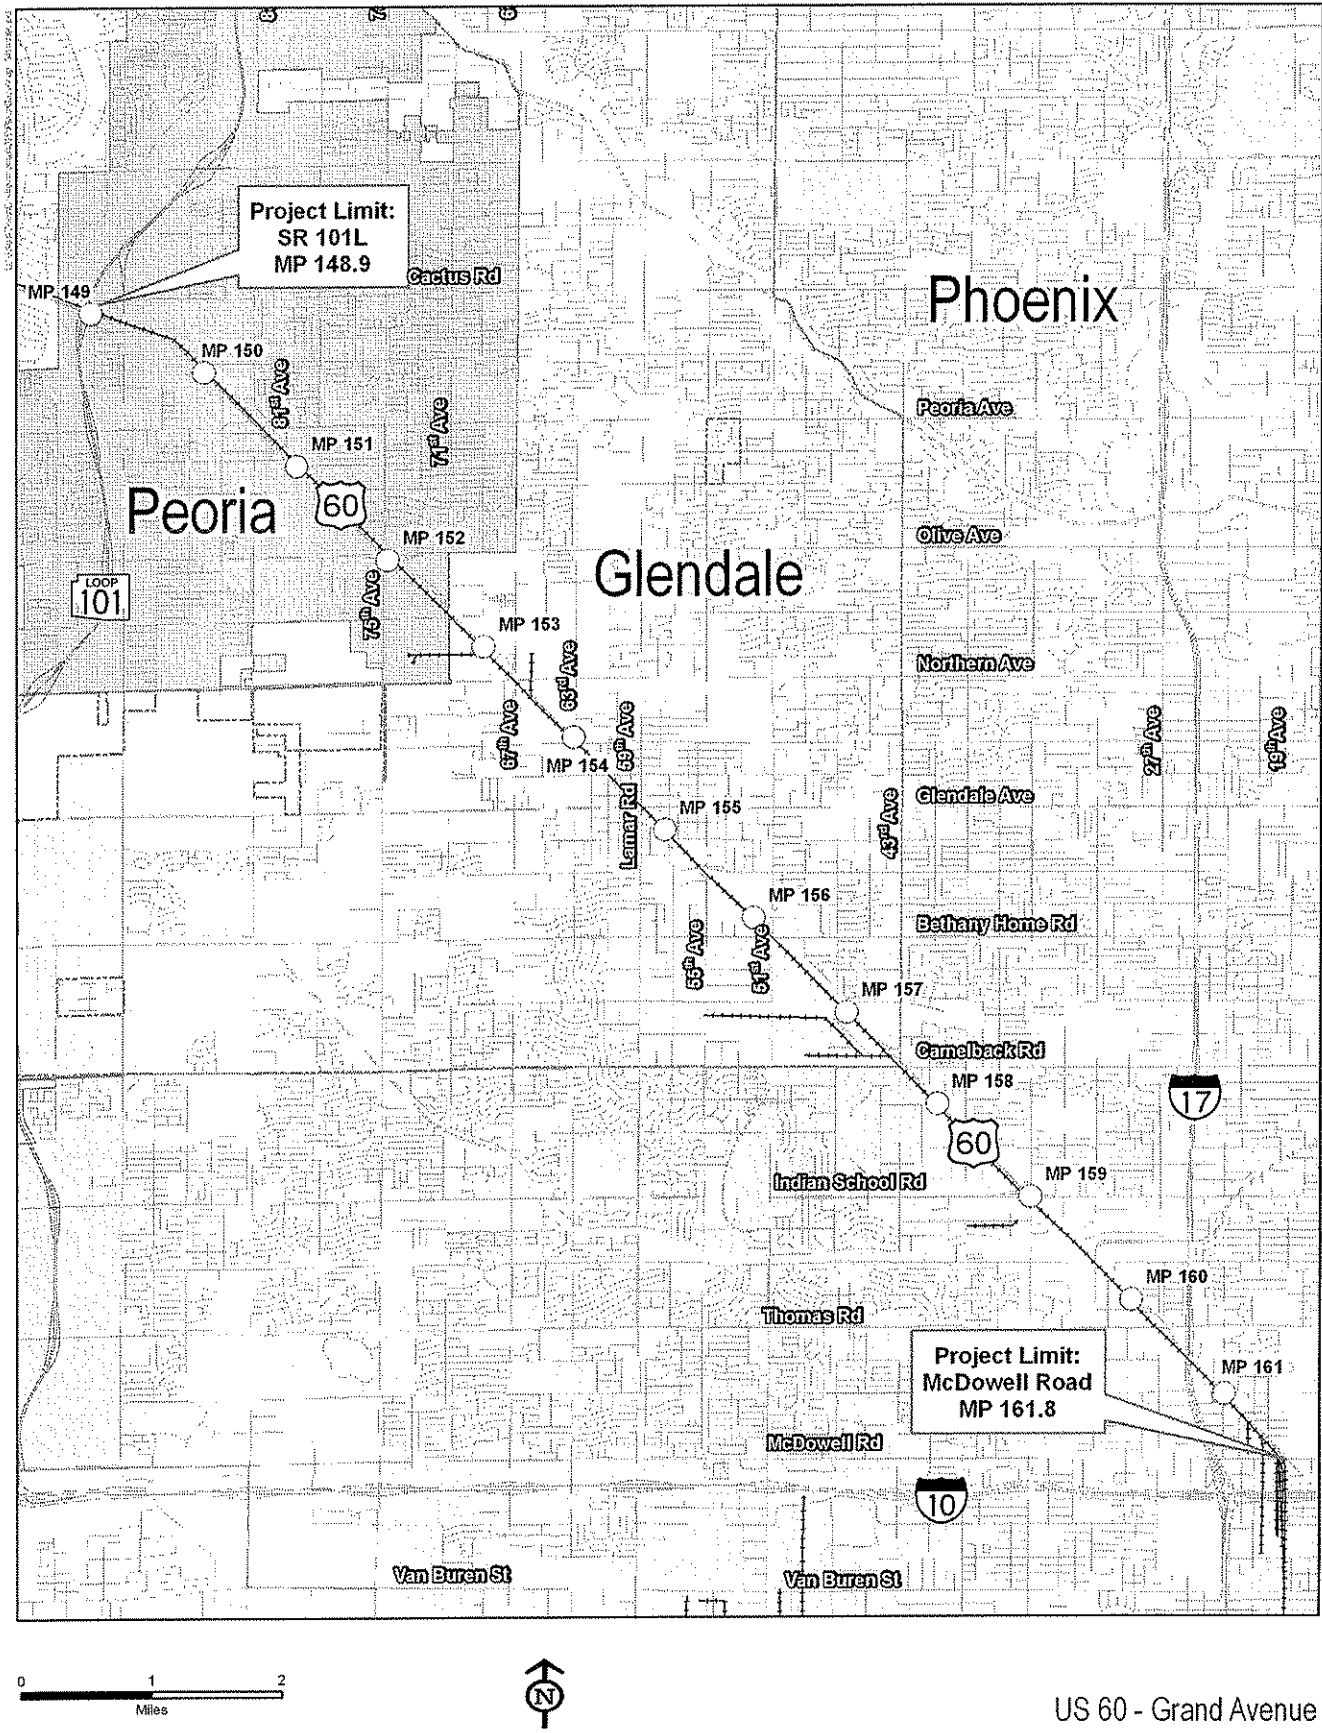 Project Limit:
SR 101L
MP 148.9
Cactus Rd
MP 149
Phoenix
MP 150
81st Ave
71st Ave
Peoria Ave
MP 151
Peoria
60
Olive Ave
MP 152
Glendale
LOOP
101
75th Ave
MP 153
63rd Ave
Northern Ave
67th Ave
59th Ave
27th Ave
19th Ave
MP 154
Lamar Rd
MP 155
Glendale Ave
43rd Ave
MP 156
Bethany Home Rd
55th Ave
51st Ave
MP 157
Camelback Rd
MP 158
17
60
Indian School Rd
MP 159
MP 160
Thomas Rd
Project Limit:
McDowell Road
MP 161.8
MP 161
McDowell Rd
10
Van Buren St
Van Buren St
0 1 2
Miles
N
US 60 - Grand Avenue